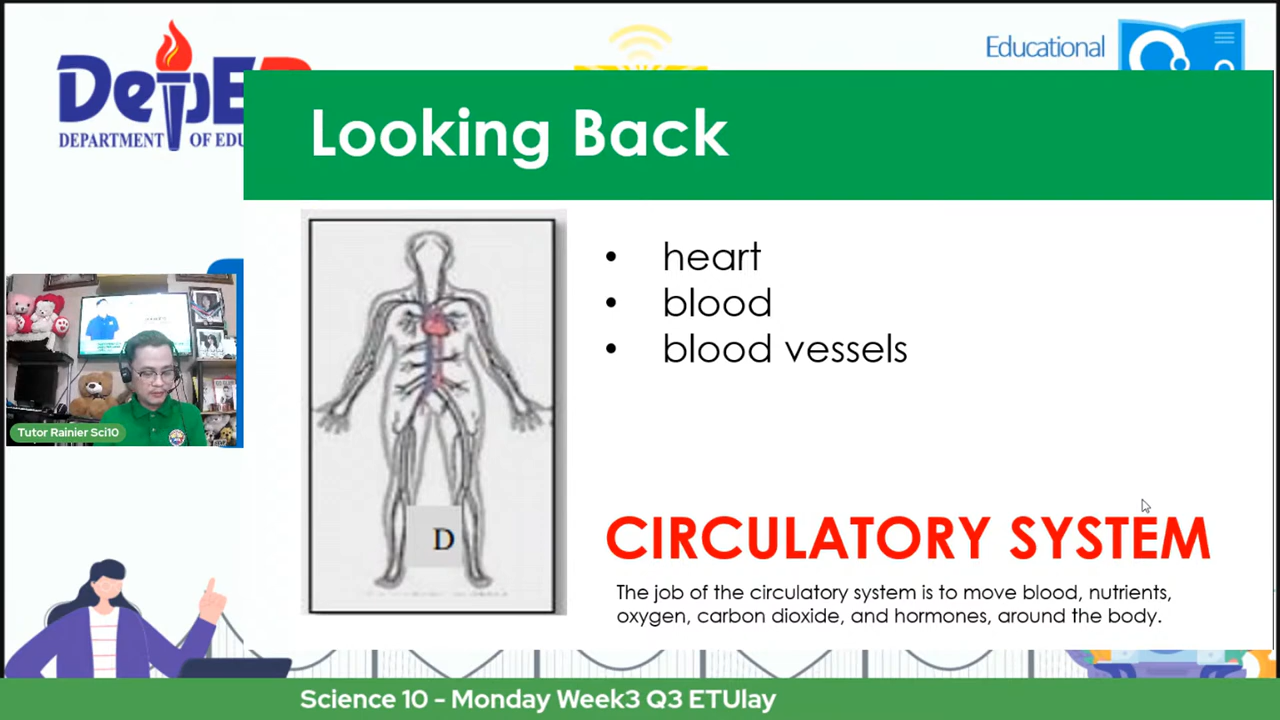 DepE
DEPARTMENT OF EDU
Educational
Looking Back
• heart
• blood
• blood vessels
D
CIRCULATORY SYSTEM
The job of the circulatory system is to move blood, nutrients,
oxygen, carbon dioxide, and hormones, around the body.
Tutor Rainier Sci10
Science 10 - Monday Week3 Q3 ETUlay